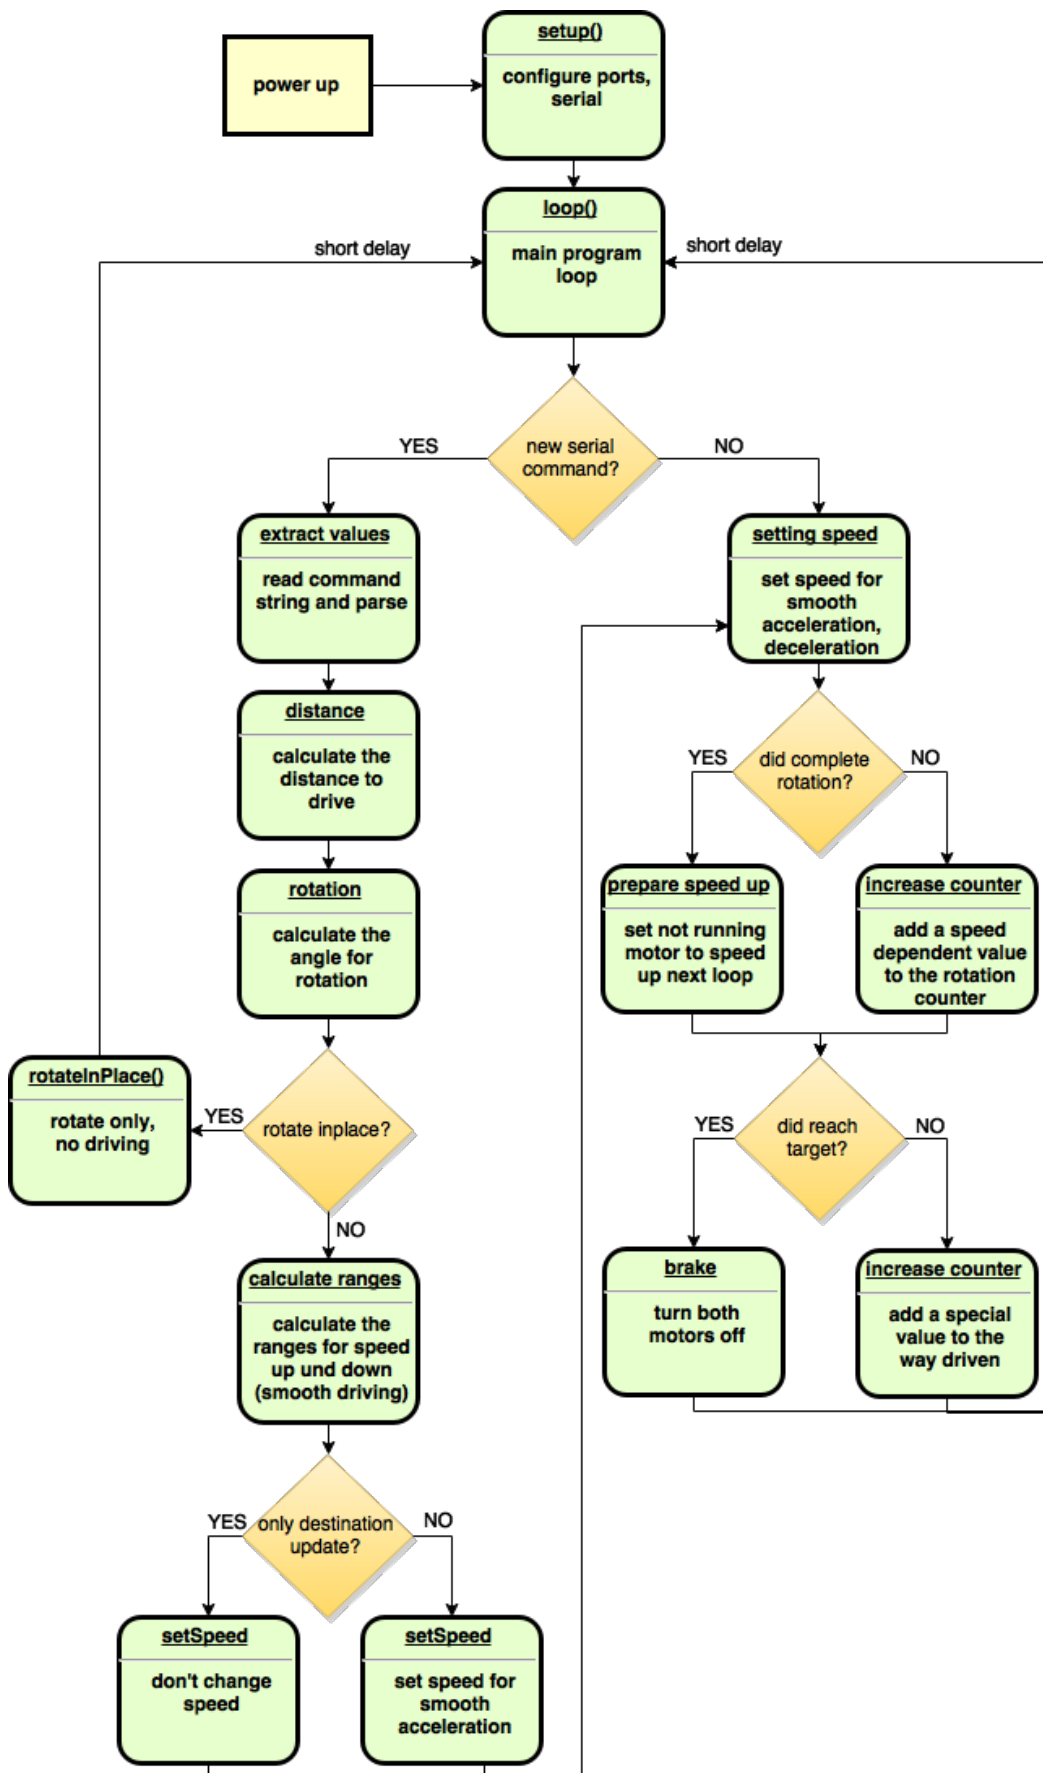 setup()
power up
configure ports,
serial
loop()
short delay
short delay
main program
loop
YES
new serial
command?
NO
extract values
read command
string and parse
setting speed
set speed for
smooth
acceleration,
deceleration
distance
calculate the
distance to
drive
YES
did complete
rotation?
NO
rotation
calculate the
angle for
rotation
prepare speed up
set not running
motor to speed
up next loop
increase counter
add a speed
dependent value
to the rotation
counter
rotateInPlace()
rotate only,
no driving
YES
rotate inplace?
NO
YES
did reach
target?
NO
calculate ranges
calculate the
ranges for speed
up und down
(smooth driving)
brake
turn both
motors off
increase counter
add a special
value to the
way driven
YES
only destination
update?
NO
setSpeed
don't change
speed
setSpeed
set speed for
smooth
acceleration